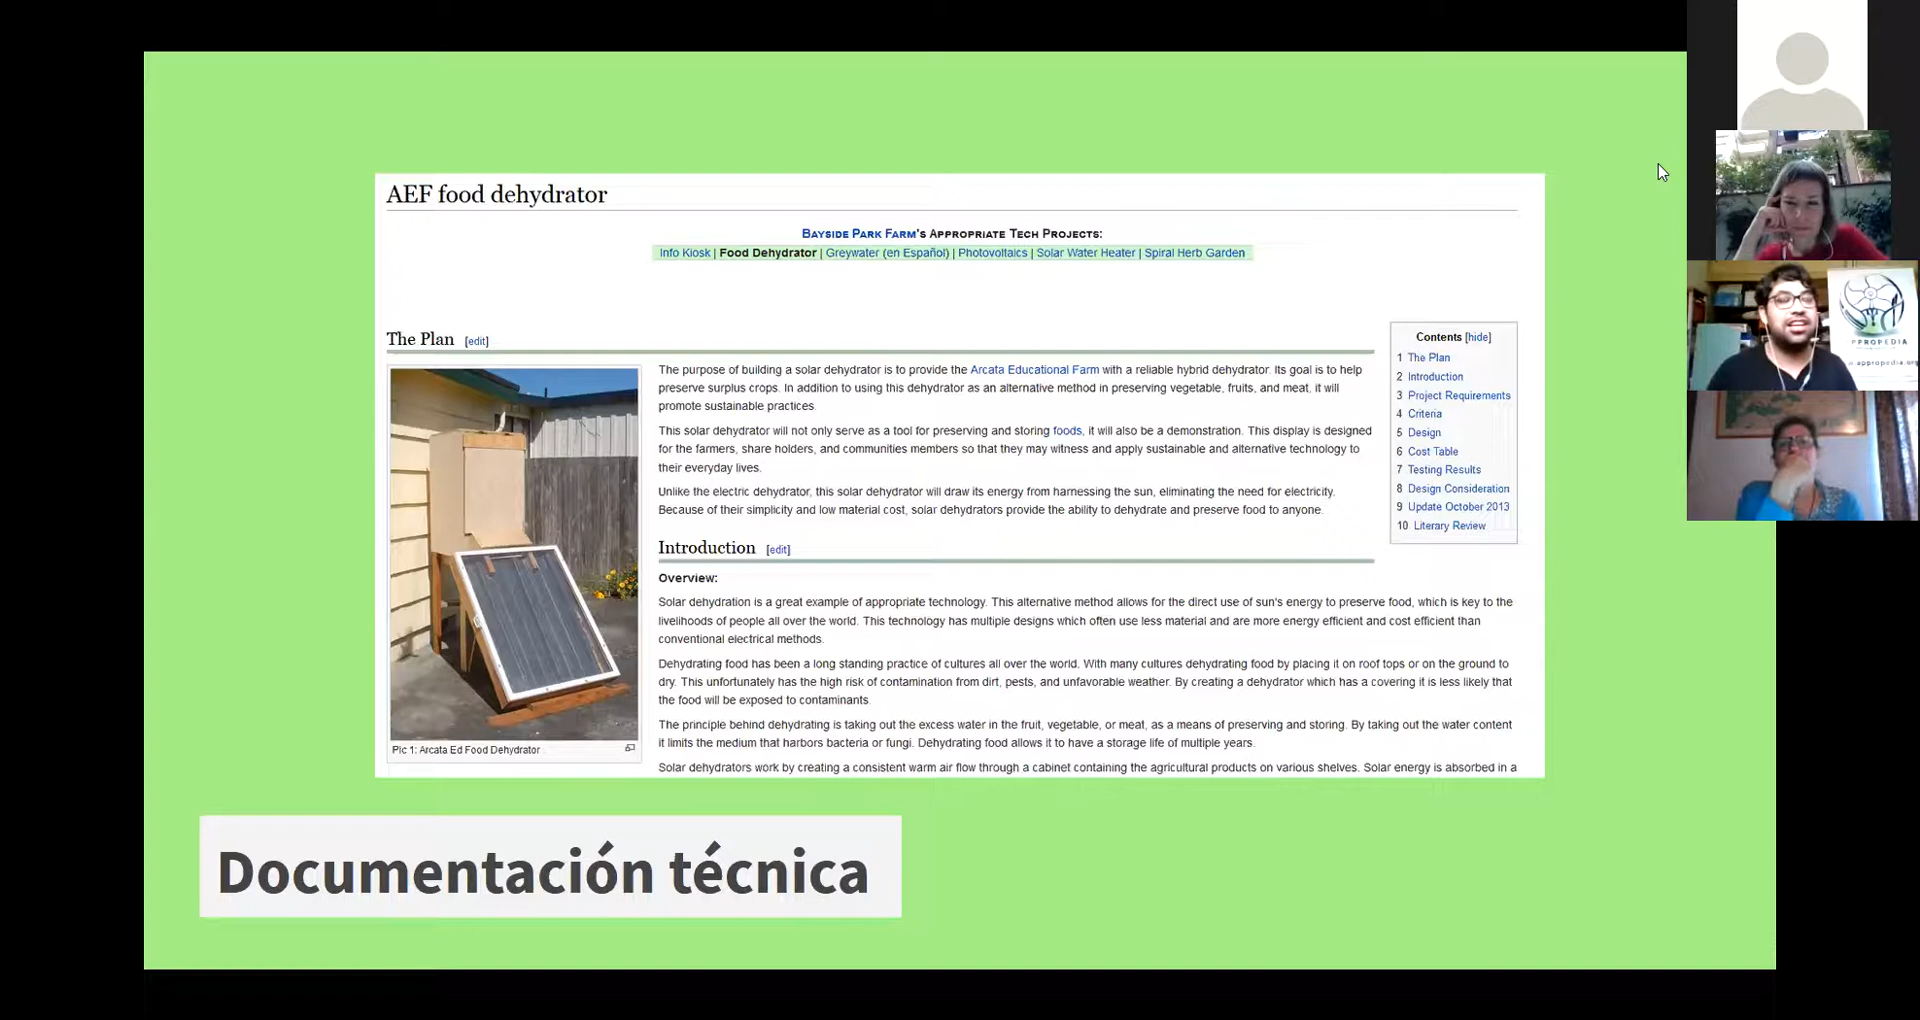 AEF food dehydrator
BAYSIDE PARK FARM'S APPROPRIATE TECH PROJECTS:
Info Kiosk | Food Dehydrator | Greywater (en Español) | Photovoltaics | Solar Water Heater | Spiral Herb Garden
The Plan [edit]
The purpose of building a solar dehydrator is to provide the Arcata Educational Farm with a reliable hybrid dehydrator. Its goal is to help
preserve surplus crops. In addition to using this dehydrator as an alternative method in preserving vegetable, fruits, and meat, it will
promote sustainable practices.
This solar dehydrator will not only serve as a tool for preserving and storing foods, it will also be a demonstration. This display is designed
for the farmers, share holders, and communities members so that they may witness and apply sustainable and alternative technology to
their everyday lives.
Unlike the electric dehydrator, this solar dehydrator will draw its energy from harnessing the sun, eliminating the need for electricity.
Because of their simplicity and low material cost, solar dehydrators provide the ability to dehydrate and preserve food to anyone.
Pic 1: Arcata Ed Food Dehydrator
Contents [hide]
1 The Plan
2 Introduction
3 Project Requirements
4 Criteria
5 Design
6 Cost Table
7 Testing Results
8 Design Consideration
9 Update October 2013
10 Literary Review
Introduction [edit]
Overview:
Solar dehydration is a great example of appropriate technology. This alternative method allows for the direct use of sun's energy to preserve food, which is key to the
livelihoods of people all over the world. This technology has multiple designs which often use less material and are more energy efficient and cost efficient than
conventional electrical methods.
Dehydrating food has been a long standing practice of cultures all over the world. With many cultures dehydrating food by placing it on roof tops or on the ground to
dry. This unfortunately has the high risk of contamination from dirt, pests, and unfavorable weather. By creating a dehydrator which has a covering it is less likely that
the food will be exposed to contaminants.
The principle behind dehydrating is taking out the excess water in the fruit, vegetable, or meat, as a means of preserving and storing. By taking out the water content
it limits the medium that harbors bacteria or fungi. Dehydrating food allows it to have a storage life of multiple years.
Solar dehydrators work by creating a consistent warm air flow through a cabinet containing the agricultural products on various shelves. Solar energy is absorbed in a
Documentación técnica
PPROPEDIA
w.appropedia.org